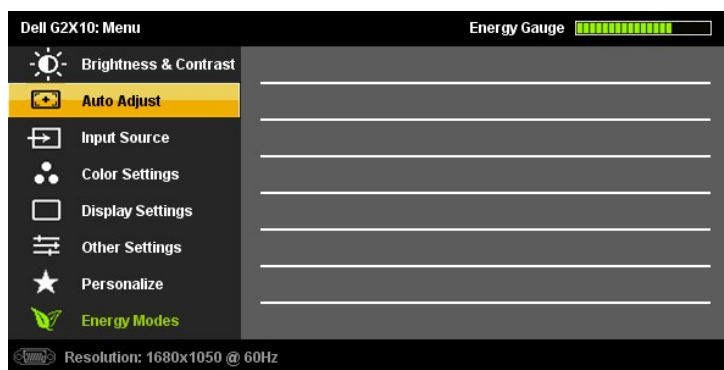 Dell G2X10: Menu Energy Gauge
Brightness & Contrast
Auto Adjust
Input Source
Color Settings
Display Settings
Other Settings
Personalize
Energy Modes
Resolution: 1680x1050 @ 60Hz